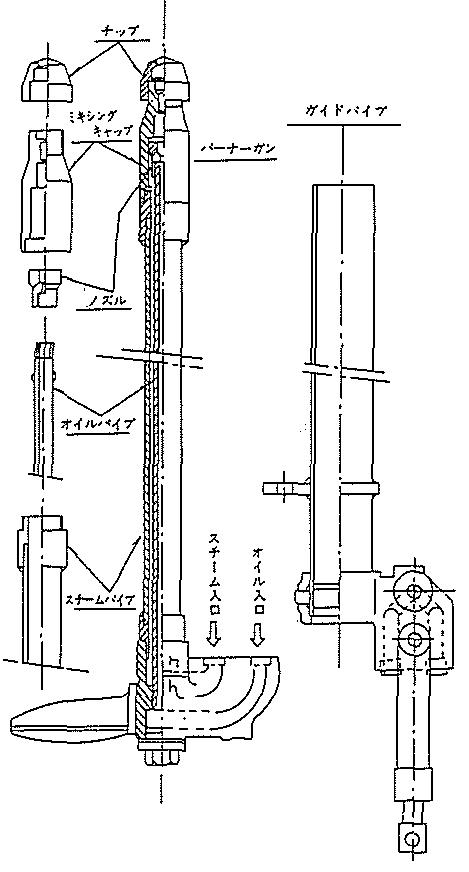 チップ
ミキシング
キャップ
バーナーガン
ガイドパイプ
ノズル
オイルパイプ
スチームパイプ
スチーム入口
オイル入口